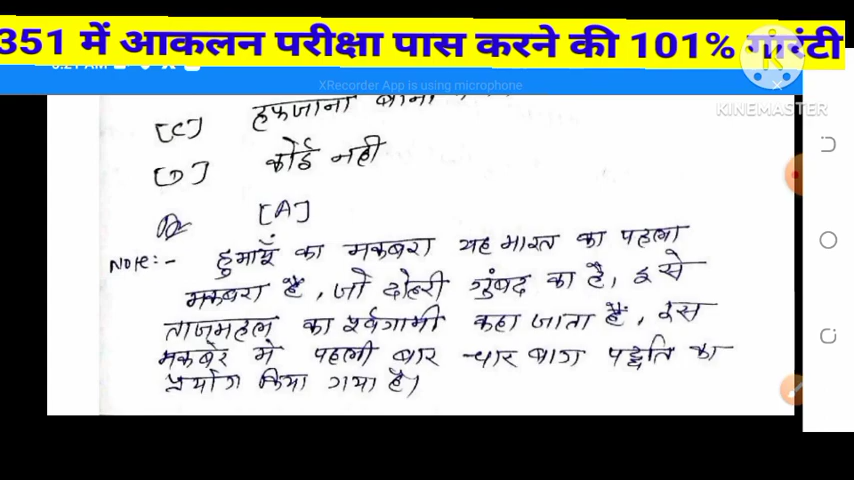 351 में आकलन परीक्षा पास करने की 101% गारंटी
XRecorder App is using microphone
KINEMASTER
[C] हफजाना बानो
[D] कोई नही
[A]
NOTE:- हुमायूँ का मकबरा यह भारत का पहला
मकबरा है, जो दोहरी गुंबद का है, इसे
ताजमहल का पूर्वगामी कहा जाता है, इस
मकबरे में पहली बार चार बाग पद्धति का
प्रयोग किया गया है।